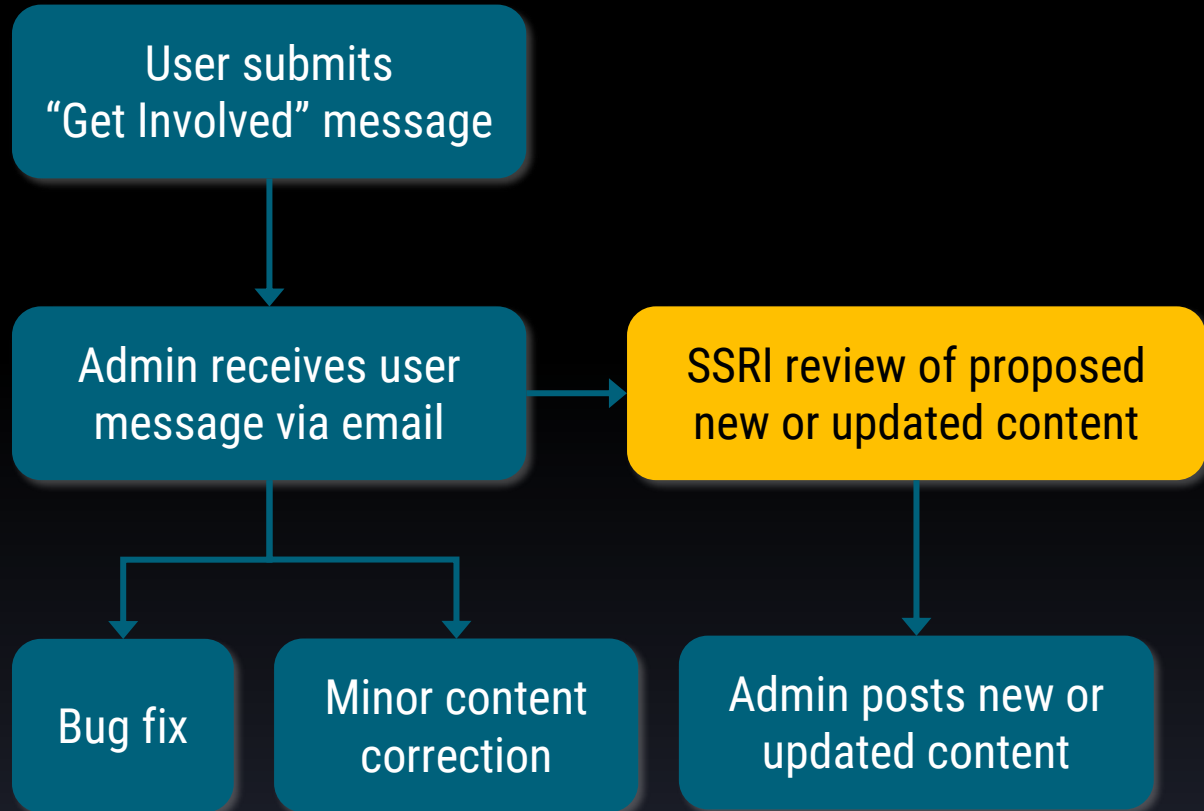 User submits
“Get Involved” message
Admin receives user
message via email
SSRI review of proposed
new or updated content
Bug fix
Minor content
correction
Admin posts new or
updated content